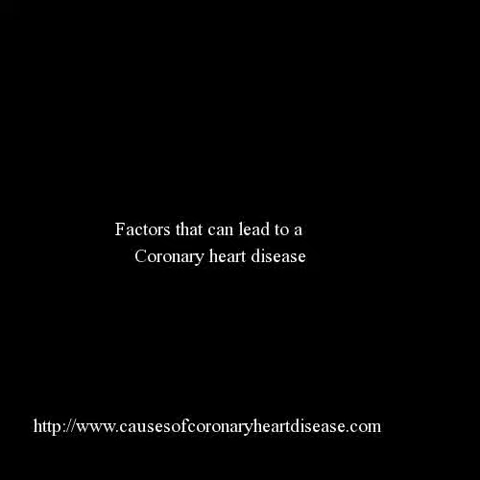 Factors that can lead to a
Coronary heart disease
http://www.causesofcoronaryheartdisease.com